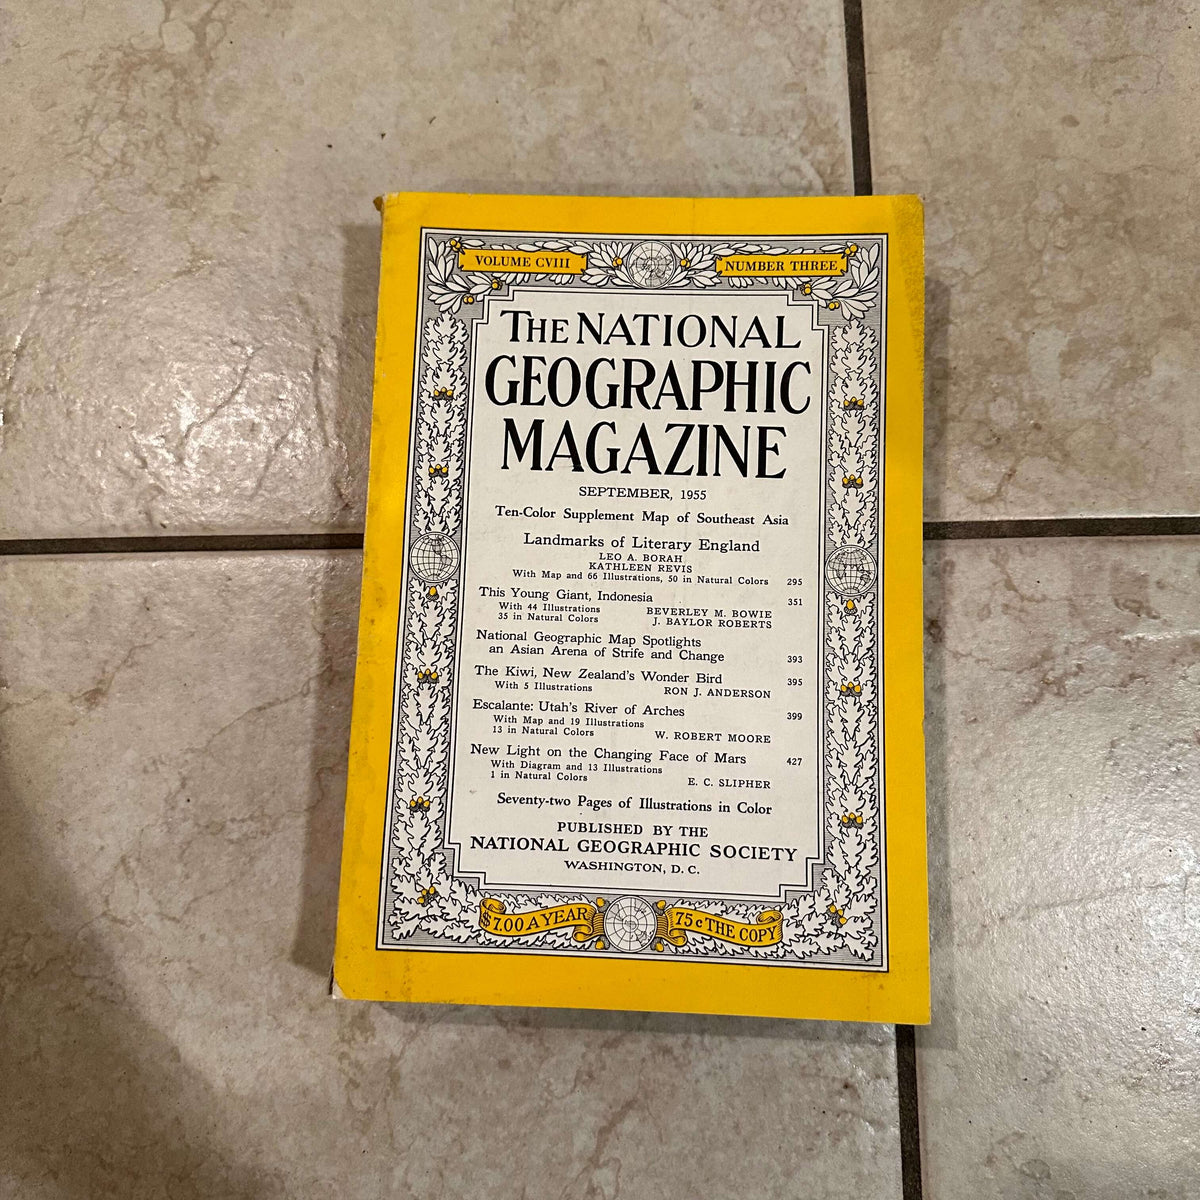 VOLUME CVIII NUMBER THREE
THE NATIONAL
GEOGRAPHIC
MAGAZINE
SEPTEMBER, 1955
Ten-Color Supplement Map of Southeast Asia
Landmarks of Literary England
LEO A. BORAH
KATHLEEN REVIS
With Map and 66 Illustrations, 50 in Natural Colors 295
This Young Giant, Indonesia 351
With 44 Illustrations BEVERLEY M. BOWIE
35 in Natural Colors J. BAYLOR ROBERTS
National Geographic Map Spotlights
an Asian Arena of Strife and Change 393
The Kiwi, New Zealand's Wonder Bird 395
With 5 Illustrations RON J. ANDERSON
Escalante: Utah's River of Arches 399
With Map and 19 Illustrations
13 in Natural Colors W. ROBERT MOORE
New Light on the Changing Face of Mars 427
With Diagram and 13 Illustrations
1 in Natural Colors E. C. SLIPHER
Seventy-two Pages of Illustrations in Color
PUBLISHED BY THE
NATIONAL GEOGRAPHIC SOCIETY
WASHINGTON, D. C.
$7.00 A YEAR 75c THE COPY